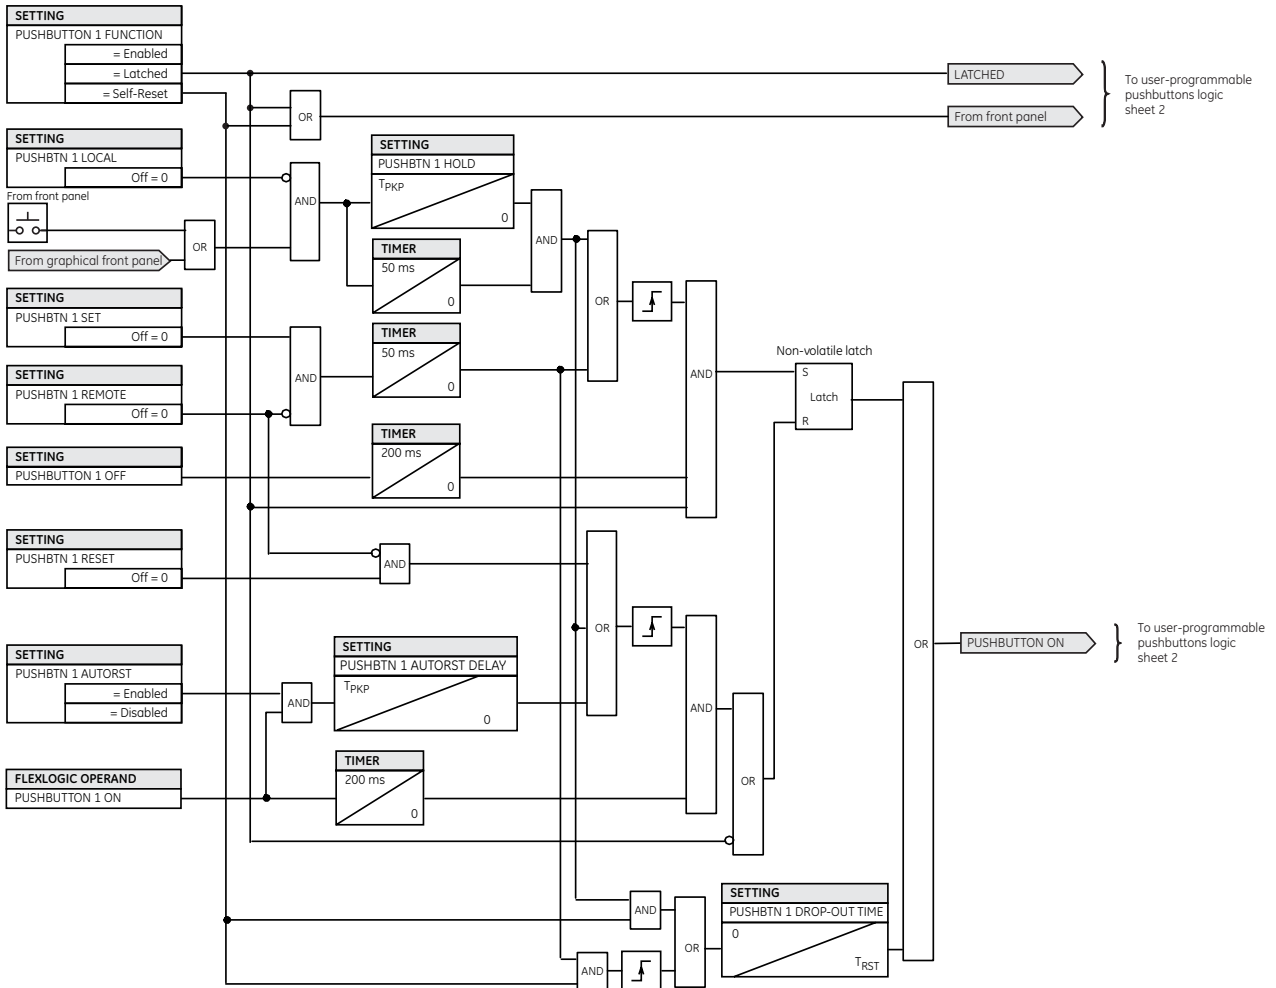 SETTING
PUSHBUTTON 1 FUNCTION
= Enabled
= Latched
= Self-Reset
LATCHED
From front panel
To user-programmable
pushbuttons logic
sheet 2
OR
SETTING
PUSHBTN 1 LOCAL
Off = 0
From front panel
From graphical front panel
OR
AND
SETTING
PUSHBTN 1 HOLD
TPKP
0
TIMER
50 ms
0
AND
SETTING
PUSHBTN 1 SET
Off = 0
SETTING
PUSHBTN 1 REMOTE
Off = 0
AND
TIMER
50 ms
0
OR
AND
Non-volatile latch
S
Latch
R
SETTING
PUSHBUTTON 1 OFF
TIMER
200 ms
0
SETTING
PUSHBTN 1 RESET
Off = 0
AND
OR
SETTING
PUSHBTN 1 AUTORST
= Enabled
= Disabled
AND
SETTING
PUSHBTN 1 AUTORST DELAY
TPKP
0
AND
OR
PUSHBUTTON ON
To user-programmable
pushbuttons logic
sheet 2
FLEXLOGIC OPERAND
PUSHBUTTON 1 ON
TIMER
200 ms
0
OR
AND
AND
OR
SETTING
PUSHBTN 1 DROP-OUT TIME
0
TRST